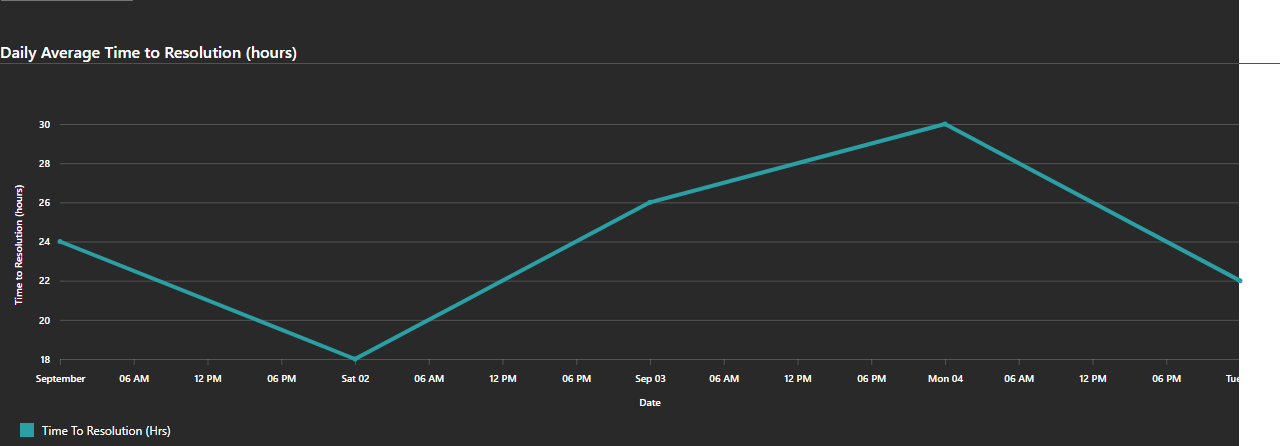 Daily Average Time to Resolution (hours)
30
28
26
24
22
20
18
Time to Resolution (hours)
September 06 AM 12 PM 06 PM Sat 02 06 AM 12 PM 06 PM Sep 03 06 AM 12 PM 06 PM Mon 04 06 AM 12 PM 06 PM Tue
Date
Time To Resolution (Hrs)